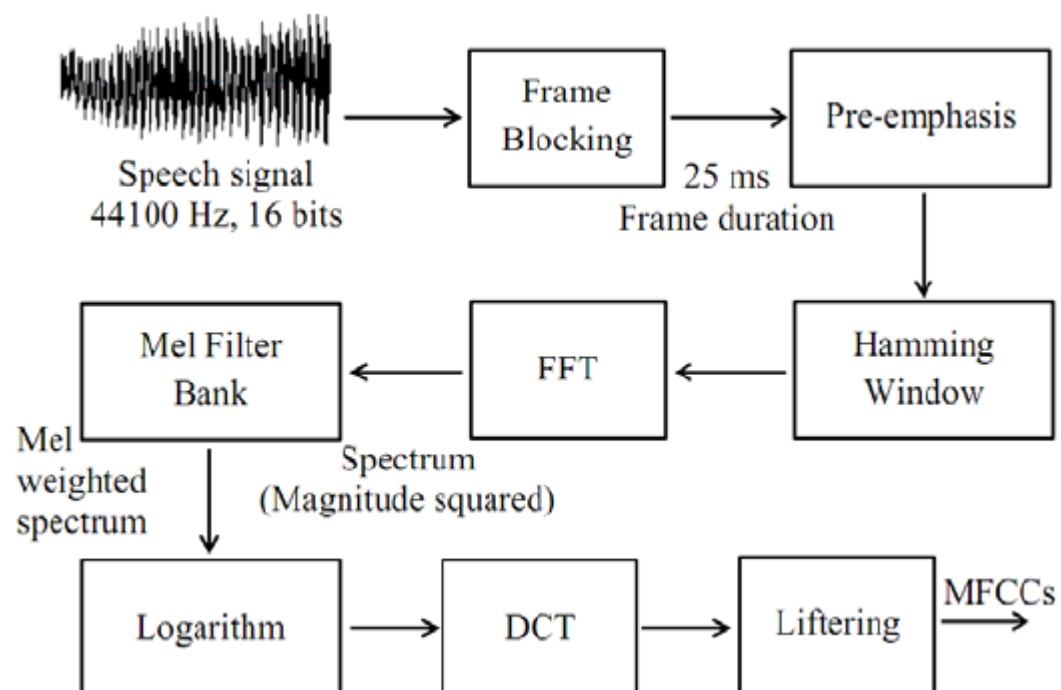 Speech signal
44100 Hz, 16 bits
Frame
Blocking
25 ms
Frame duration
Pre-emphasis
Hamming
Window
FFT
Spectrum
(Magnitude squared)
Mel Filter
Bank
Mel
weighted
spectrum
Logarithm
DCT
Liftering
MFCCs